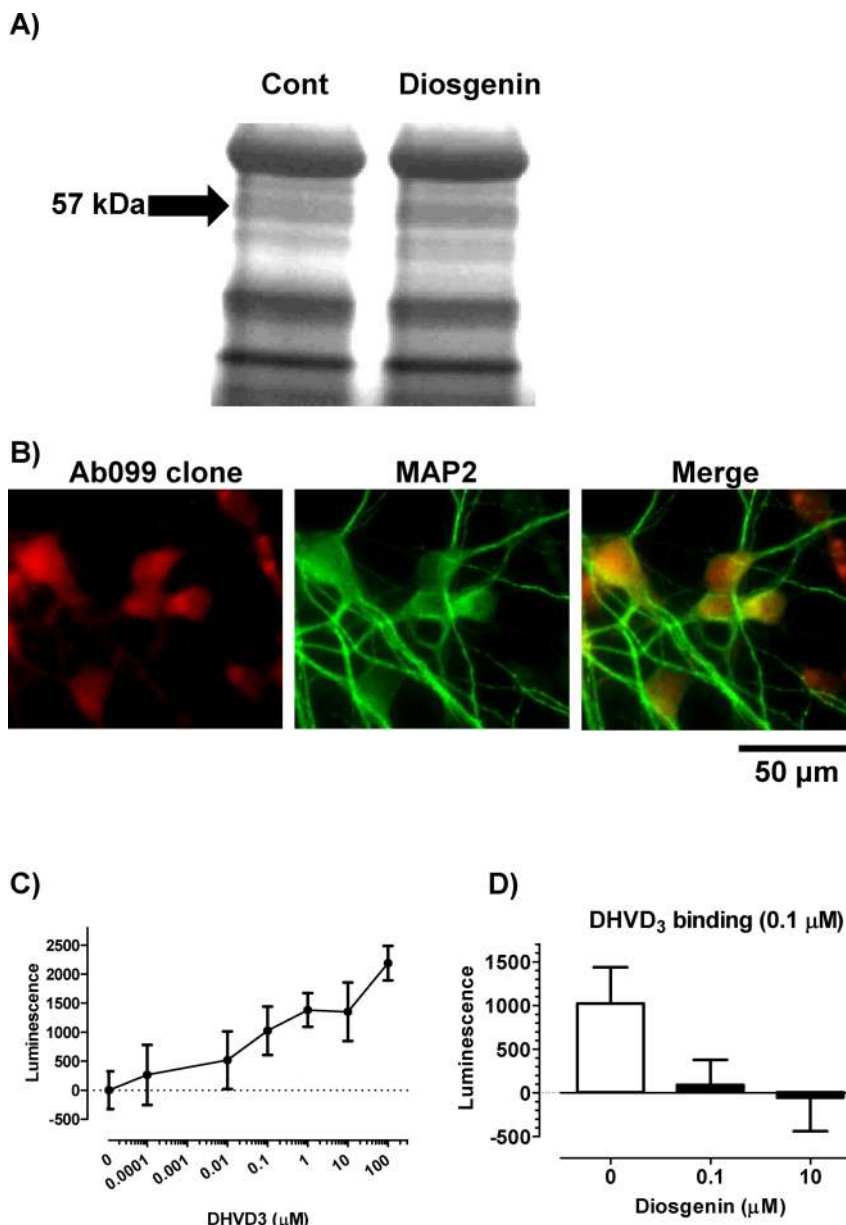 A)
Cont Diosgenin
57 kDa
B)
Ab099 clone MAP2 Merge
50 µm
C)
Luminescence
2500
2000
1500
1000
500
0
-500
0 0.0001 0.001 0.01 0.1 1 10 100
DHVD3 (µM)
D)
DHVD₃ binding (0.1 µM)
Luminescence
1500
1000
500
0
-500
0 0.1 10
Diosgenin (µM)